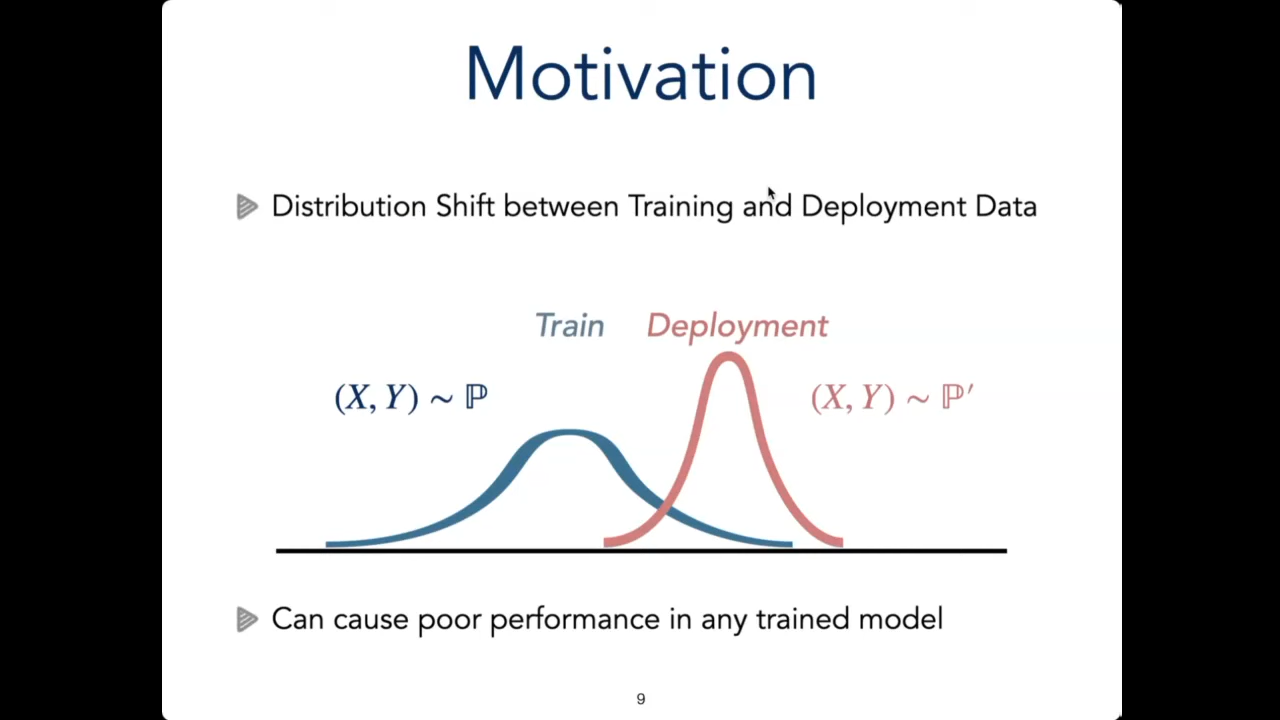 Motivation
Distribution Shift between Training and Deployment Data
Train Deployment
(X, Y) ~ ℙ (X, Y) ~ ℙ′
Can cause poor performance in any trained model
9